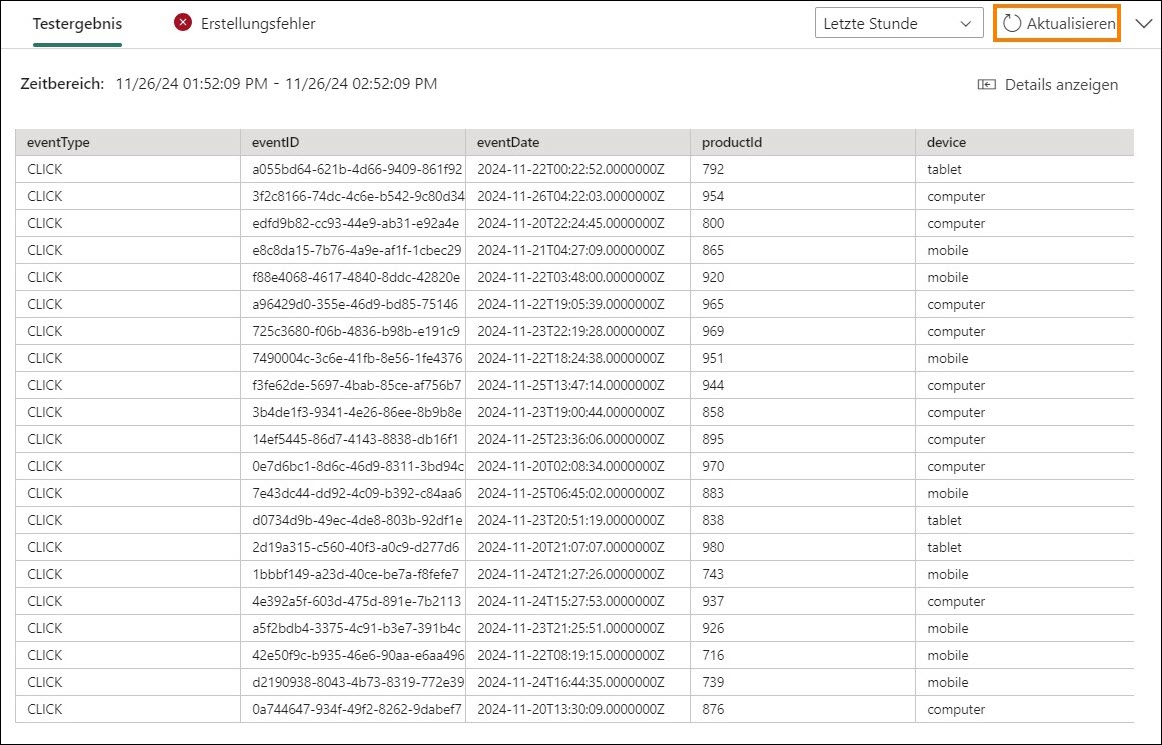 Testergebnis Erstellungsfehler Letzte Stunde Aktualisieren
Zeitbereich: 11/26/24 01:52:09 PM - 11/26/24 02:52:09 PM Details anzeigen
eventType eventID eventDate productId device
CLICK a055bd64-621b-4d66-9409-861f92 2024-11-22T00:22:52.0000000Z 792 tablet
CLICK 3f2c8166-74dc-4c6e-b542-9c80d34 2024-11-26T04:22:03.0000000Z 954 computer
CLICK edfd9b82-cc93-44e9-ab31-e92a4e 2024-11-20T22:24:45.0000000Z 800 computer
CLICK e8c8da15-7b76-4a9e-af1f-1cbec29 2024-11-21T04:27:09.0000000Z 865 mobile
CLICK f88e4068-4617-4840-8ddc-42820e 2024-11-22T03:48:00.0000000Z 920 mobile
CLICK a96429d0-355e-46d9-bd85-75146 2024-11-22T19:05:39.0000000Z 965 computer
CLICK 725c3680-f06b-4836-b98b-e191c9 2024-11-23T22:19:28.0000000Z 969 computer
CLICK 7490004c-3c6e-41fb-8e56-1fe4376 2024-11-22T18:24:38.0000000Z 951 mobile
CLICK f3fe62de-5697-4bab-85ce-af756b7 2024-11-25T13:47:14.0000000Z 944 computer
CLICK 3b4de1f3-9341-4e26-86ee-8b9b8e 2024-11-23T19:00:44.0000000Z 858 computer
CLICK 14ef5445-86d7-4143-8838-db16f1 2024-11-25T23:36:06.0000000Z 895 computer
CLICK 0e7d6bc1-8d6c-46d9-8311-3bd94c 2024-11-20T02:08:34.0000000Z 970 computer
CLICK 7e43dc44-dd92-4c09-b392-c84aa6 2024-11-25T06:45:02.0000000Z 883 mobile
CLICK d0734d9b-49ec-4de8-803b-92df1e 2024-11-23T20:51:19.0000000Z 838 tablet
CLICK 2d19a315-c560-40f3-a0c9-d277d6 2024-11-20T21:07:07.0000000Z 980 tablet
CLICK 1bbbf149-a23d-40ce-be7a-f8fefe7 2024-11-24T21:27:26.0000000Z 743 mobile
CLICK 4e392a5f-603d-475d-891e-7b2113 2024-11-24T15:27:53.0000000Z 937 computer
CLICK a5f2bdb4-3375-4c91-b3e7-391b4c 2024-11-23T21:25:51.0000000Z 926 mobile
CLICK 42e50f9c-b935-46e6-90aa-e6aa496 2024-11-22T08:19:15.0000000Z 716 mobile
CLICK d2190938-8043-4b73-8319-772e39 2024-11-24T16:44:35.0000000Z 739 mobile
CLICK 0a744647-934f-49f2-8262-9dabef7 2024-11-20T13:30:09.0000000Z 876 computer